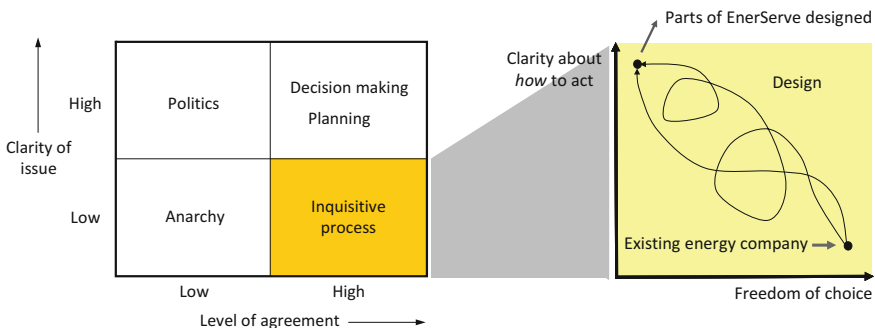 Parts of EnerServe designed
Clarity about
how to act
Design
Existing energy company
Freedom of choice
High
Politics
Decision making
Planning
Clarity of
issue
Low
Anarchy
Inquisitive
process
Low
High
Level of agreement